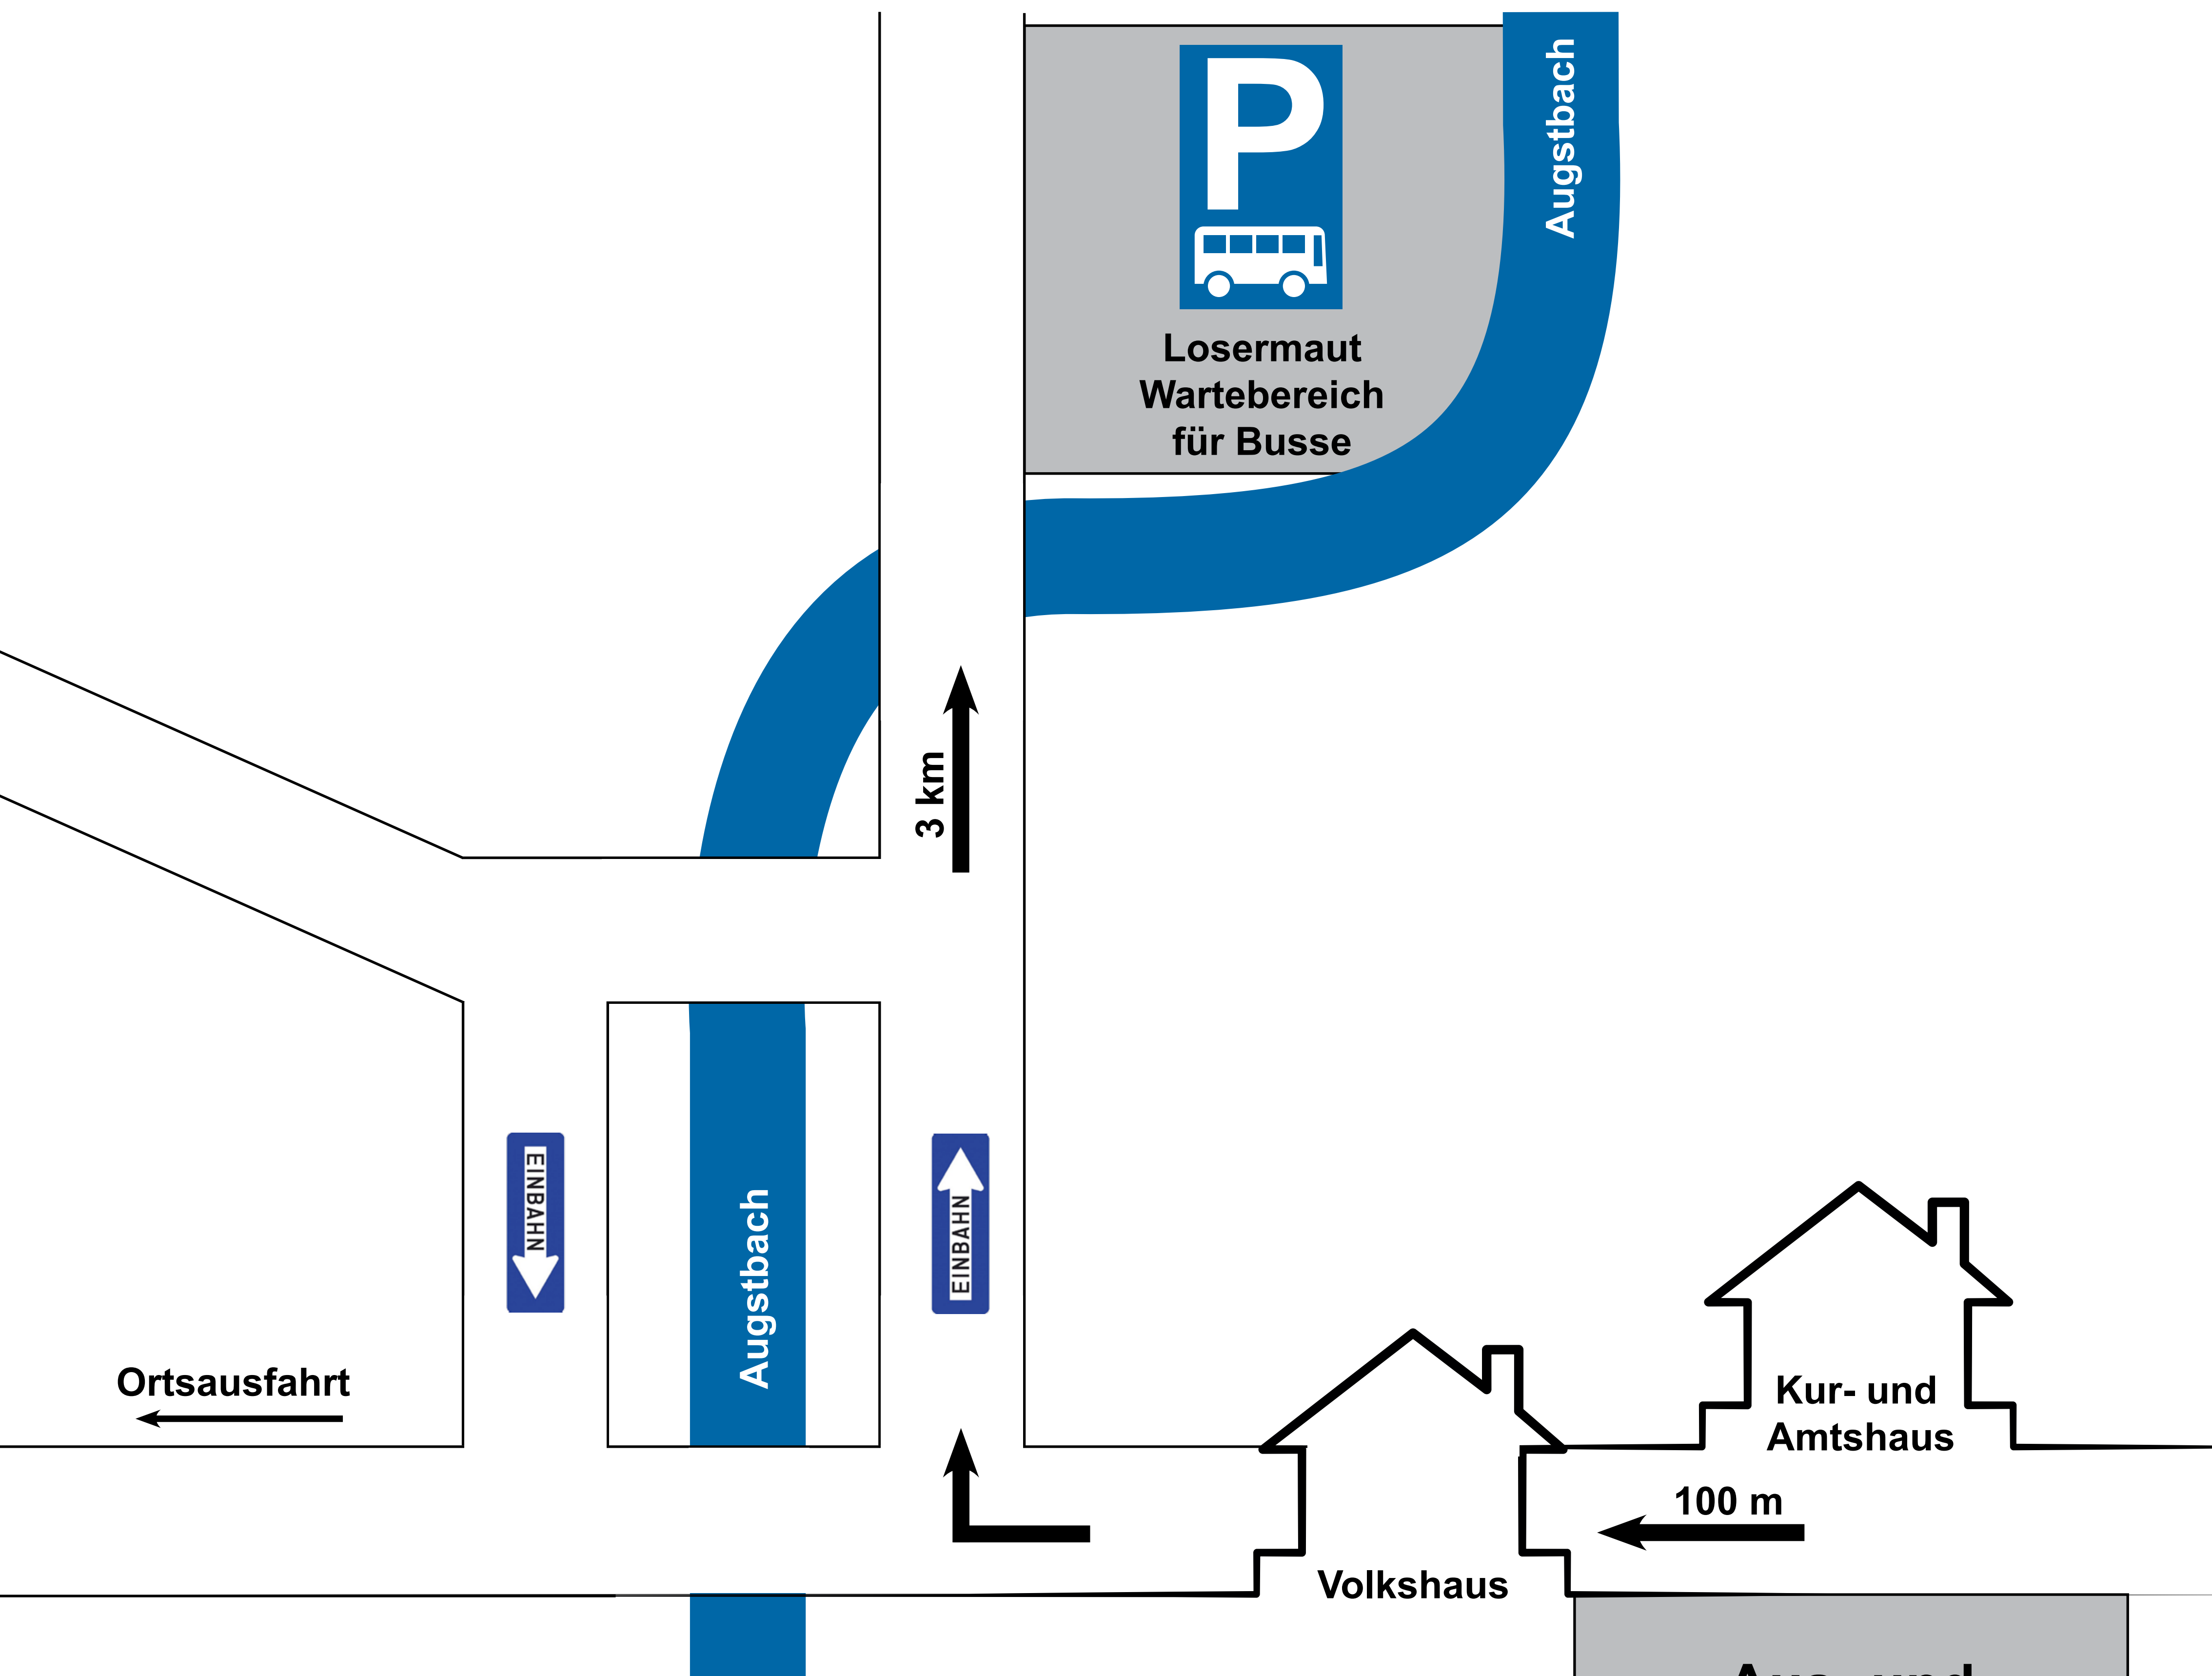 P
Augstbach
Losermaut
Wartebereich
für Busse
3 km
EINBAHN
EINBAHN
Augstbach
Ortsausfahrt
Kur- und
Amtshaus
100 m
Volkshaus